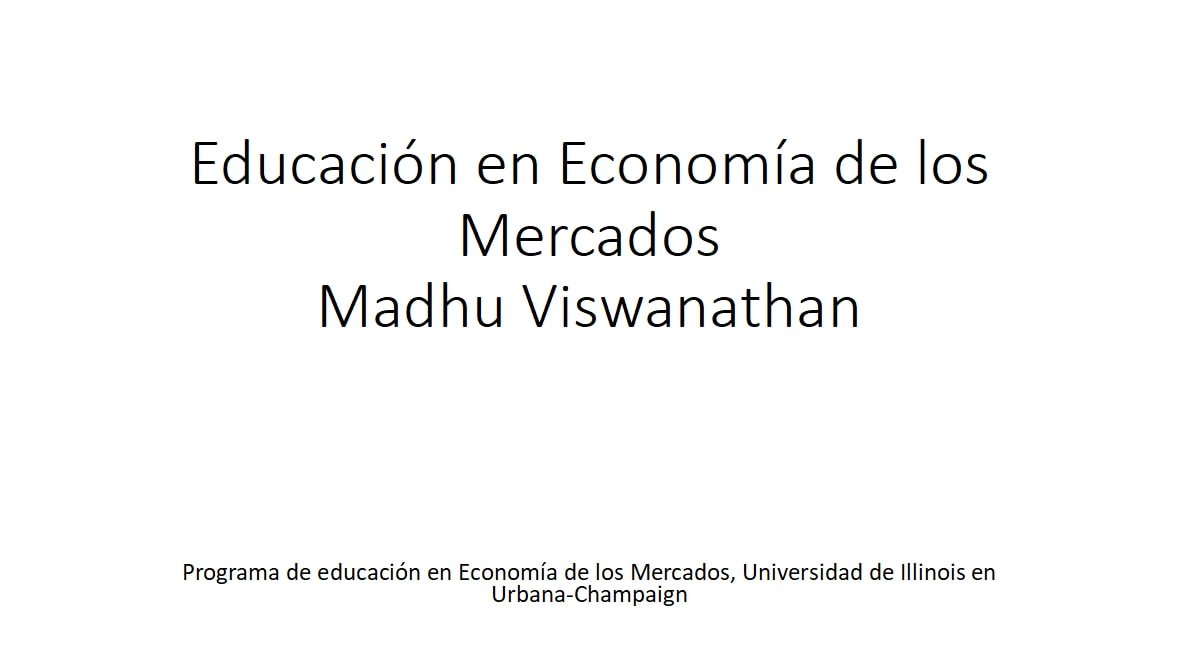 Educación en Economía de los
Mercados
Madhu Viswanathan
Programa de educación en Economía de los Mercados, Universidad de Illinois en
Urbana-Champaign